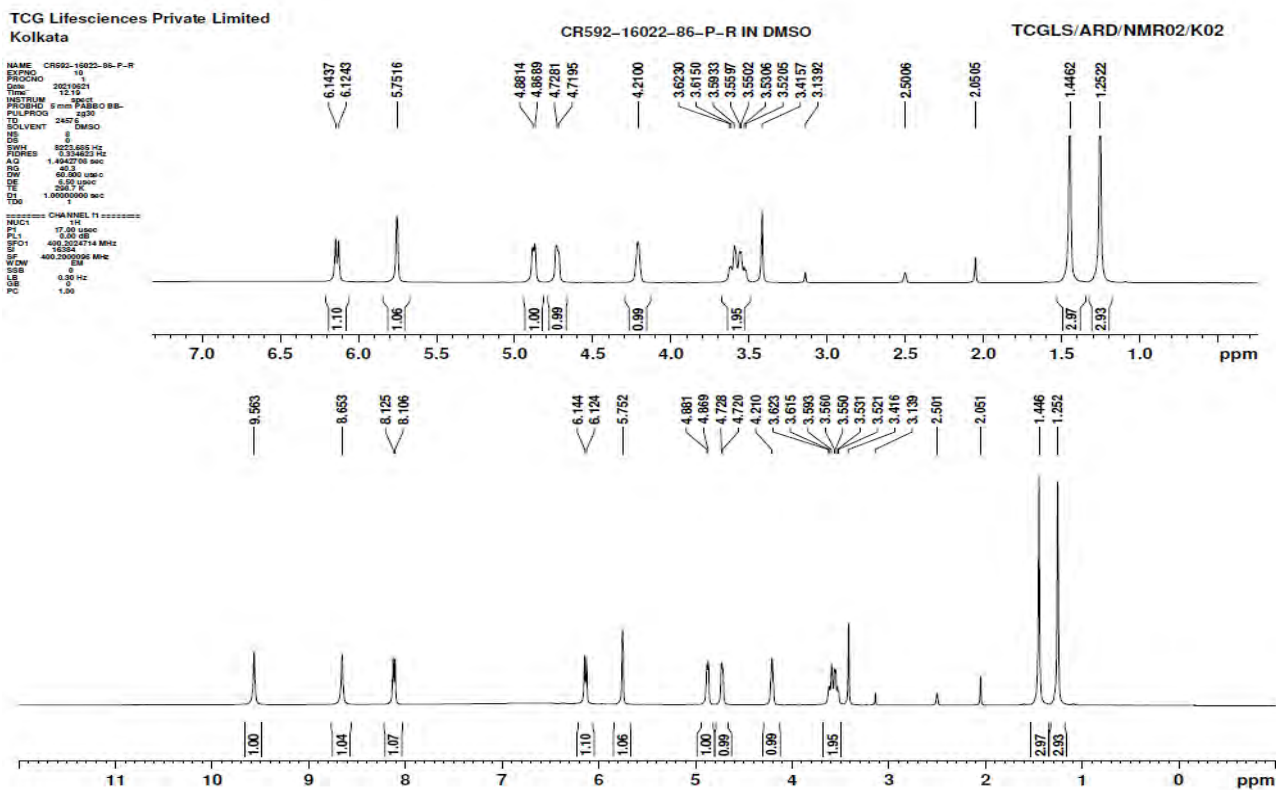 TCG Lifesciences Private Limited
Kolkata
CR592-16022-86-P-R IN DMSO
TCGLS/ARD/NMR02/K02
NAME CR592-16022-86-P-R
EXPNO 10
PROCNO 1
Date 20210621
Time 12.19
INSTRUM spect
PROBHD 5 mm PABBO BB-
PULPROG zg30
TD 24576
SOLVENT DMSO
NS 8
DS 0
SWH 8223.685 Hz
FIDRES 0.334623 Hz
AQ 1.4942708 sec
RG 40.3
DW 60.800 usec
DE 6.50 usec
TE 298.7 K
D1 1.00000000 sec
TD0 1
======== CHANNEL f1 ========
NUC1 1H
P1 17.00 usec
PL1 0.00 dB
SFO1 400.2024714 MHz
SI 16384
SF 400.2000096 MHz
WDW EM
SSB 0
LB 0.30 Hz
GB 0
PC 1.00
6.1437
6.1243
5.7516
4.8814
4.8689
4.7281
4.7195
4.2100
3.6230
3.6150
3.5933
3.5597
3.5502
3.5306
3.5205
3.4157
3.1392
2.5006
2.0505
1.4462
1.2522
1.10
1.06
1.00
0.99
0.99
1.95
2.97
2.93
7.0 6.5 6.0 5.5 5.0 4.5 4.0 3.5 3.0 2.5 2.0 1.5 1.0 ppm
9.563
8.653
8.125
8.106
6.144
6.124
5.752
4.881
4.869
4.728
4.720
4.210
3.623
3.615
3.593
3.560
3.550
3.531
3.521
3.416
3.139
2.501
2.051
1.446
1.252
1.00
1.04
1.07
1.10
1.06
1.00
0.99
0.99
1.95
2.97
2.93
11 10 9 8 7 6 5 4 3 2 1 0 ppm